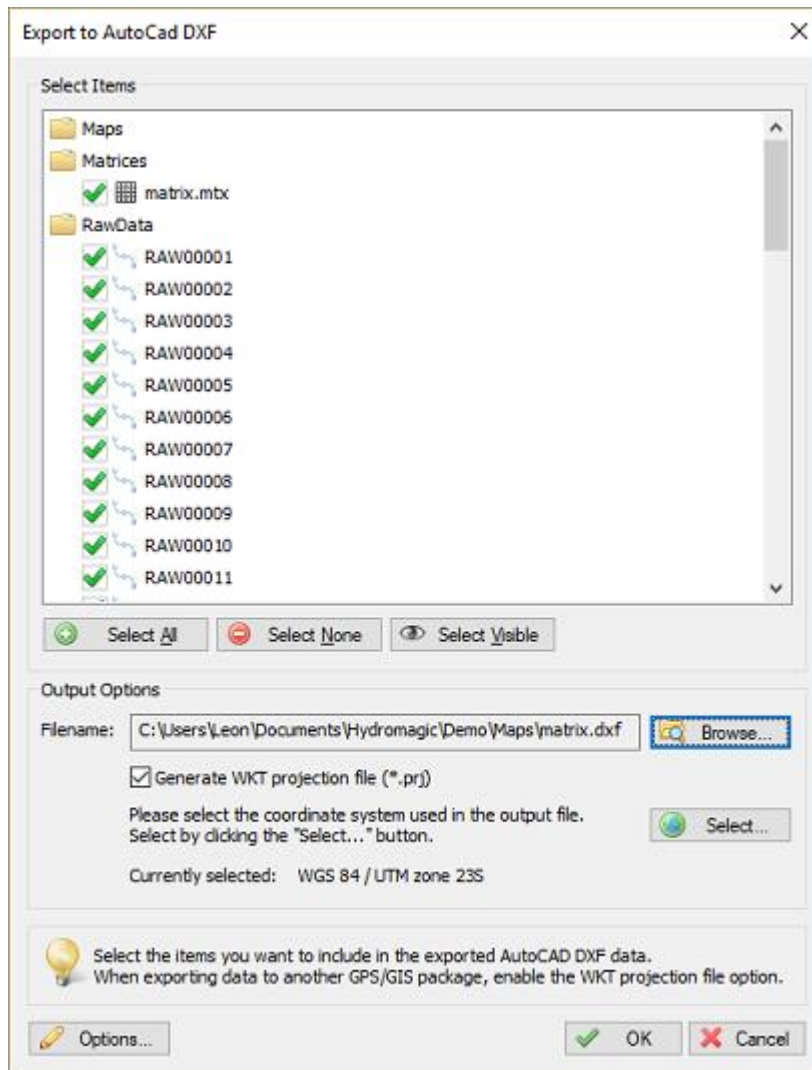 Export to AutoCad DXF
Select Items
Maps
Matrices
matrix.mtx
RawData
RAW00001
RAW00002
RAW00003
RAW00004
RAW00005
RAW00006
RAW00007
RAW00008
RAW00009
RAW00010
RAW00011
Select All
Select None
Select Visible
Output Options
Filename: C:\Users\Leon\Documents\Hydromagic\Demo\Maps\matrix.dxf
Browse...
Generate WKT projection file (*.prj)
Please select the coordinate system used in the output file.
Select by clicking the "Select..." button.
Select...
Currently selected: WGS 84 / UTM zone 23S
Select the items you want to include in the exported AutoCAD DXF data.
When exporting data to another GPS/GIS package, enable the WKT projection file option.
Options...
OK
Cancel